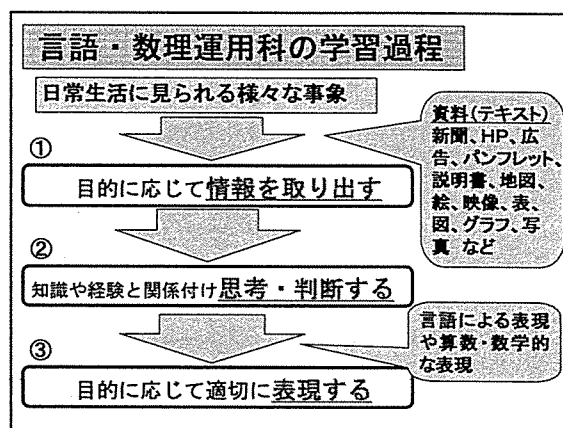 言語・数理運用科の学習過程
日常生活に見られる様々な事象
資料(テキスト)
新聞、HP、広
告、パンフレット、
説明書、地図、
絵、映像、表、
図、グラフ、写
真 など
①
目的に応じて情報を取り出す
②
知識や経験と関係付け思考・判断する
言語による表現
や算数・数学的
な表現
③
目的に応じて適切に表現する